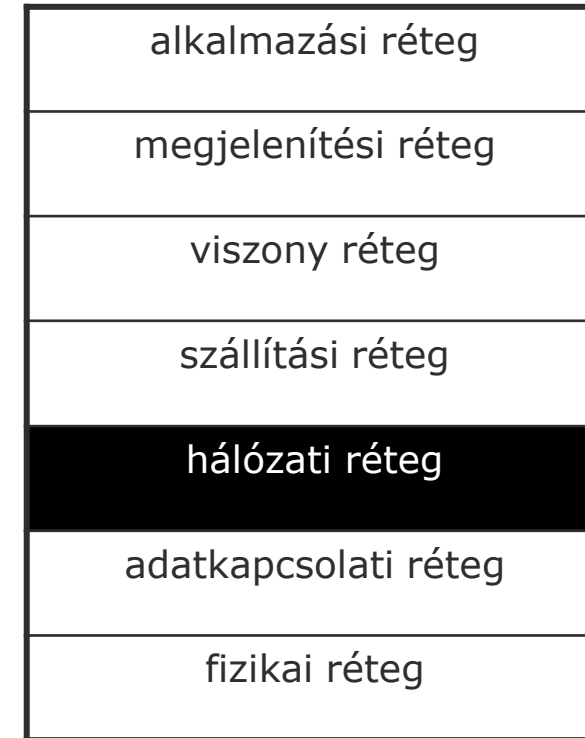 alkalmazási réteg
megjelenítési réteg
viszony réteg
szállítási réteg
hálózati réteg
adatkapcsolati réteg
fizikai réteg